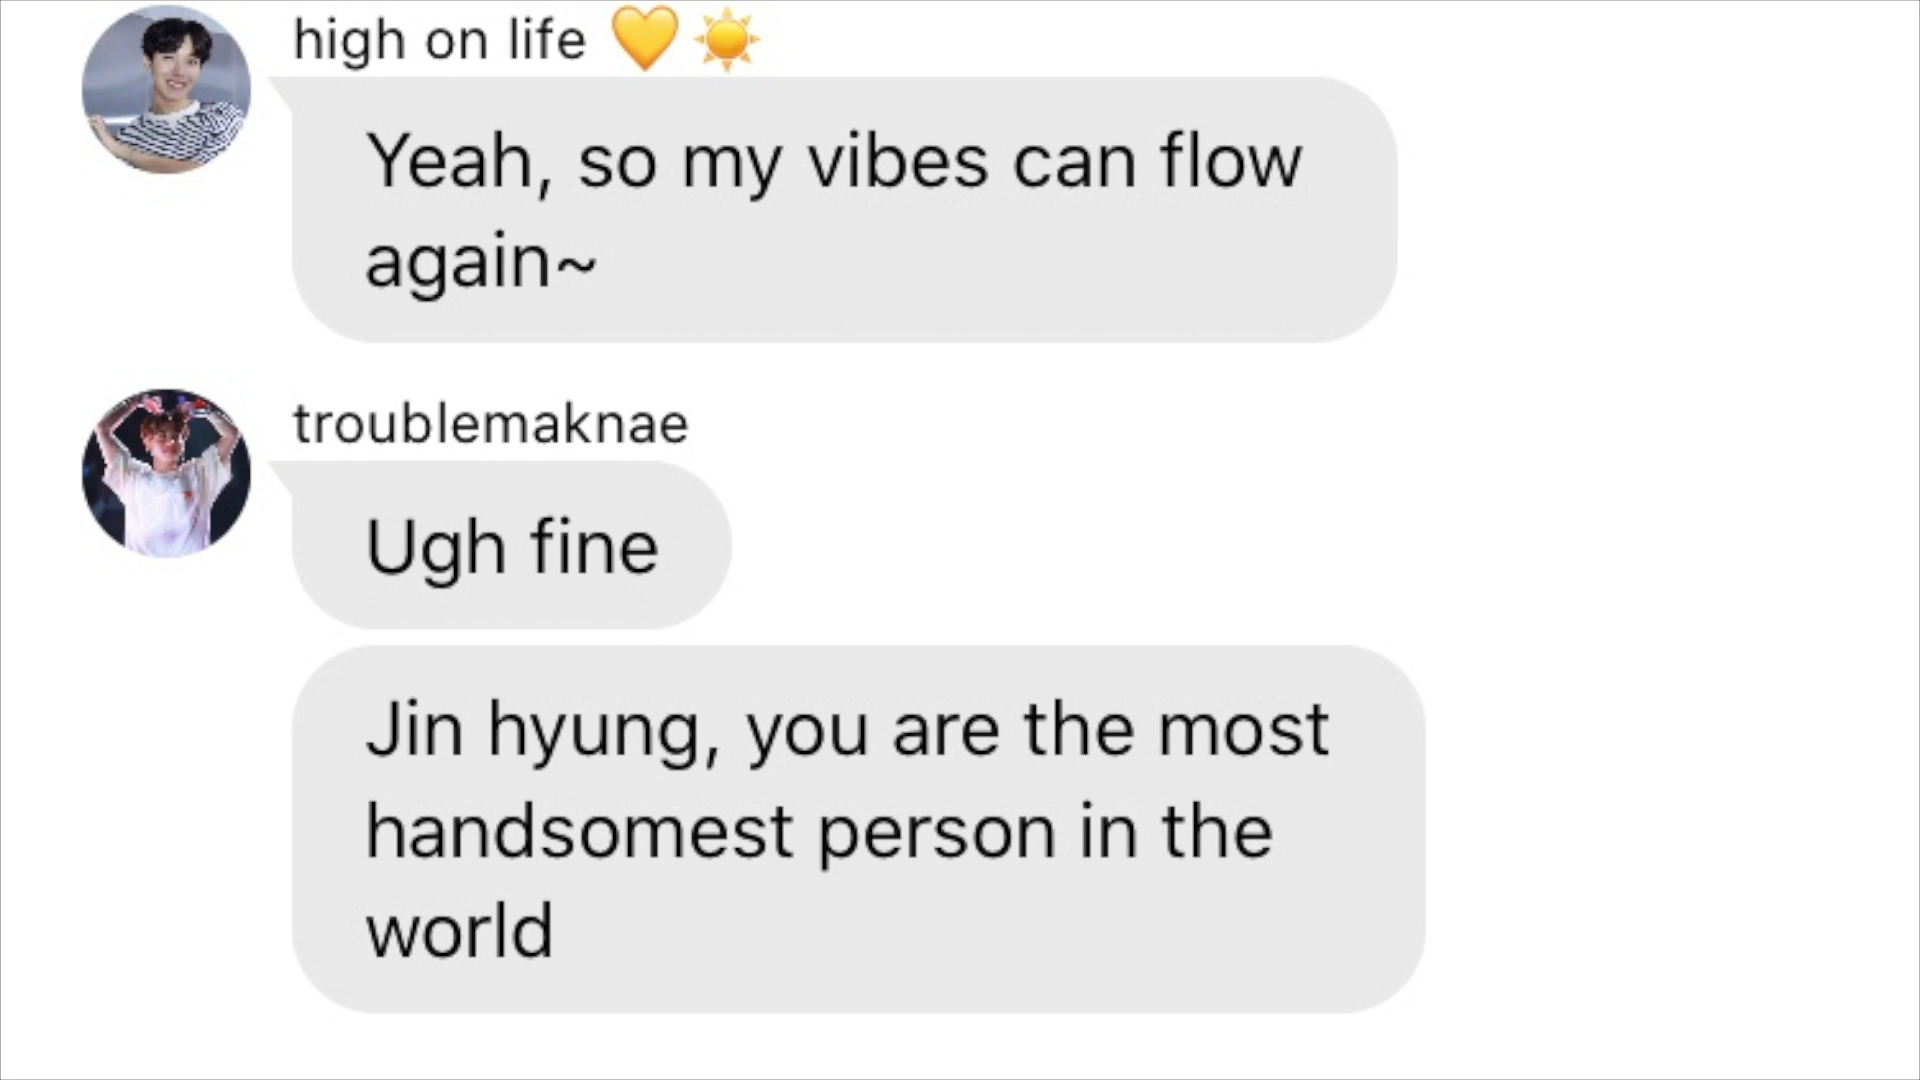 high on life 💛☀️
Yeah, so my vibes can flow
again~
troublemaknae
Ugh fine
Jin hyung, you are the most
handsomest person in the
world